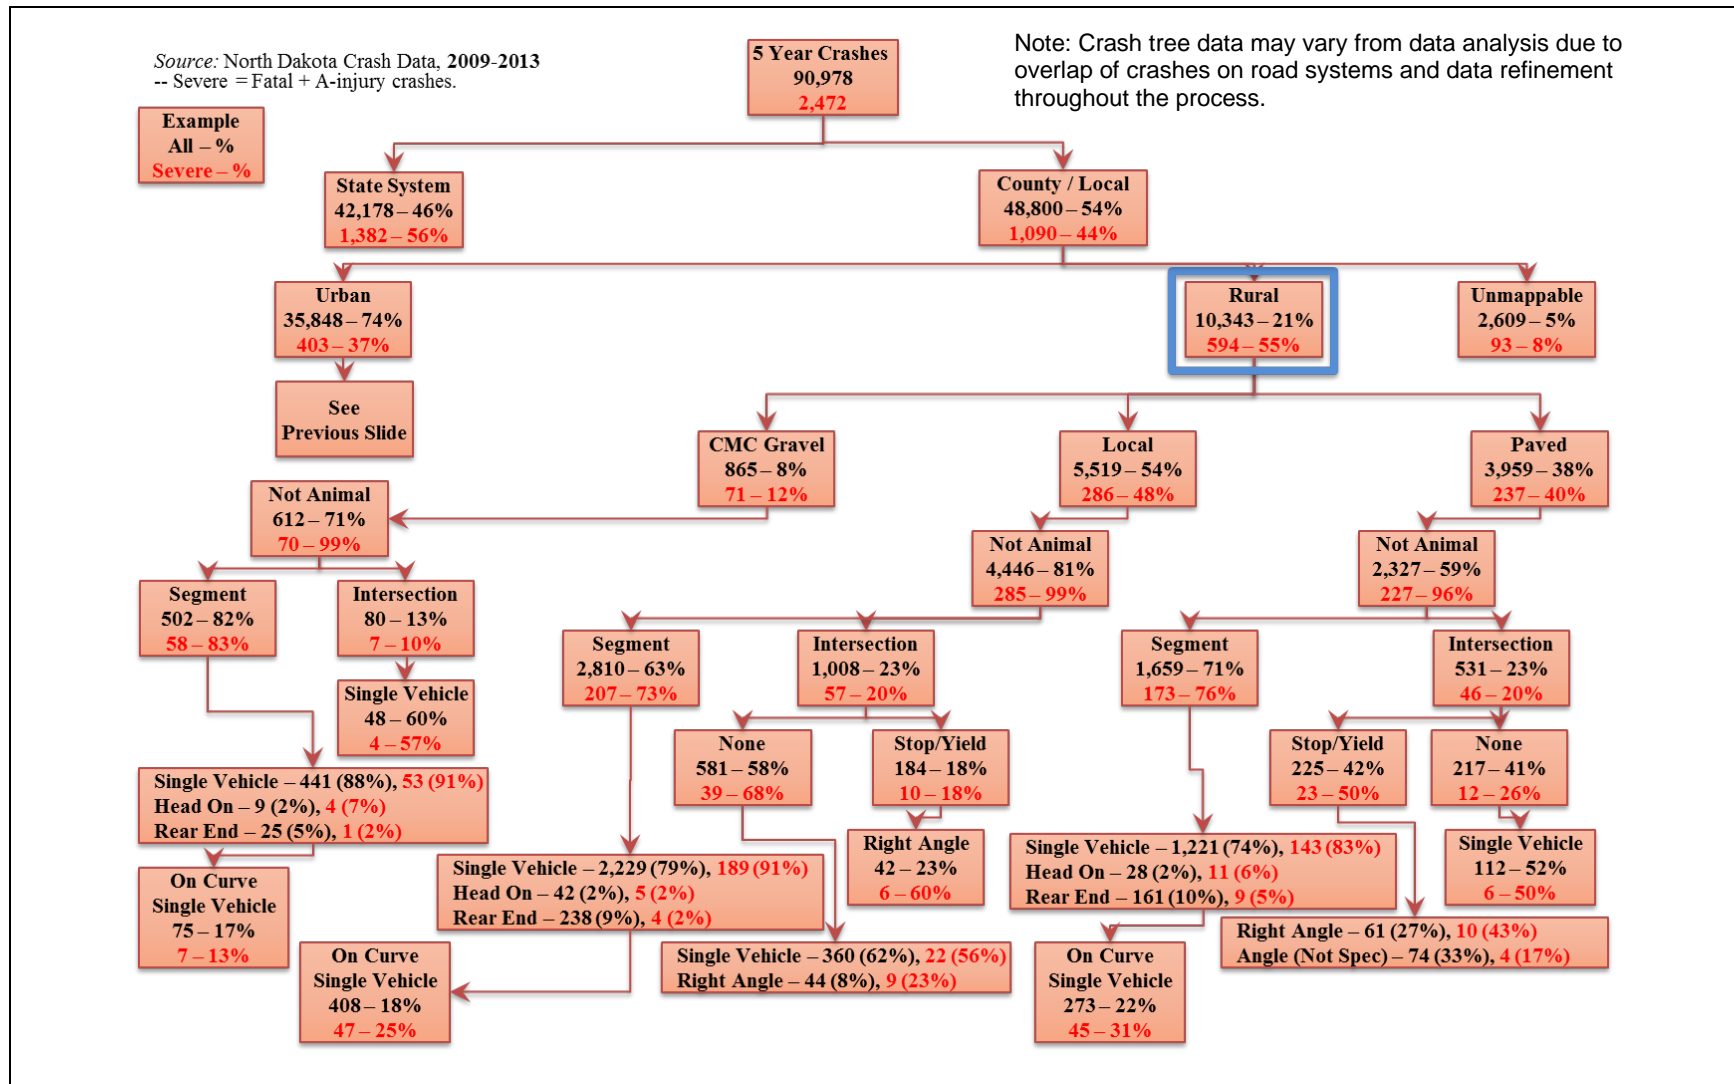 Source: North Dakota Crash Data, 2009-2013
-- Severe = Fatal + A-injury crashes.
Note: Crash tree data may vary from data analysis due to
overlap of crashes on road systems and data refinement
throughout the process.
5 Year Crashes
90,978
2,472
Example
All – %
Severe – %
State System
42,178 – 46%
1,382 – 56%
County / Local
48,800 – 54%
1,090 – 44%
Urban
35,848 – 74%
403 – 37%
Rural
10,343 – 21%
594 – 55%
Unmappable
2,609 – 5%
93 – 8%
See
Previous Slide
CMC Gravel
865 – 8%
71 – 12%
Local
5,519 – 54%
286 – 48%
Paved
3,959 – 38%
237 – 40%
Not Animal
612 – 71%
70 – 99%
Not Animal
4,446 – 81%
285 – 99%
Not Animal
2,327 – 59%
227 – 96%
Segment
502 – 82%
58 – 83%
Intersection
80 – 13%
7 – 10%
Segment
2,810 – 63%
207 – 73%
Intersection
1,008 – 23%
57 – 20%
Segment
1,659 – 71%
173 – 76%
Intersection
531 – 23%
46 – 20%
Single Vehicle
48 – 60%
4 – 57%
None
581 – 58%
39 – 68%
Stop/Yield
184 – 18%
10 – 18%
Stop/Yield
225 – 42%
23 – 50%
None
217 – 41%
12 – 26%
Single Vehicle – 441 (88%), 53 (91%)
Head On – 9 (2%), 4 (7%)
Rear End – 25 (5%), 1 (2%)
Right Angle
42 – 23%
6 – 60%
Single Vehicle
112 – 52%
6 – 50%
Single Vehicle – 2,229 (79%), 189 (91%)
Head On – 42 (2%), 5 (2%)
Rear End – 238 (9%), 4 (2%)
Single Vehicle – 1,221 (74%), 143 (83%)
Head On – 28 (2%), 11 (6%)
Rear End – 161 (10%), 9 (5%)
On Curve
Single Vehicle
75 – 17%
7 – 13%
Right Angle – 61 (27%), 10 (43%)
Angle (Not Spec) – 74 (33%), 4 (17%)
On Curve
Single Vehicle
408 – 18%
47 – 25%
Single Vehicle – 360 (62%), 22 (56%)
Right Angle – 44 (8%), 9 (23%)
On Curve
Single Vehicle
273 – 22%
45 – 31%